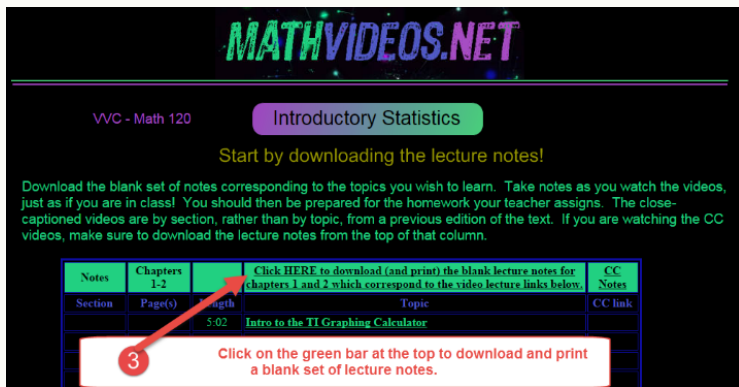 MATHVIDEOS.NET
VVC - Math 120
Introductory Statistics
Start by downloading the lecture notes!
Download the blank set of notes corresponding to the topics you wish to learn. Take notes as you watch the videos,
just as if you are in class! You should then be prepared for the homework your teacher assigns. The close-
captioned videos are by section, rather than by topic, from a previous edition of the text. If you are watching the CC
videos, make sure to download the lecture notes from the top of that column.
Notes Chapters 1-2 Click HERE to download (and print) the blank lecture notes for CC
chapters 1 and 2 which correspond to the video lecture links below. Notes
Section Page(s) Length Topic CC link
5:02 Intro to the TI Graphing Calculator
3 Click on the green bar at the top to download and print
a blank set of lecture notes.